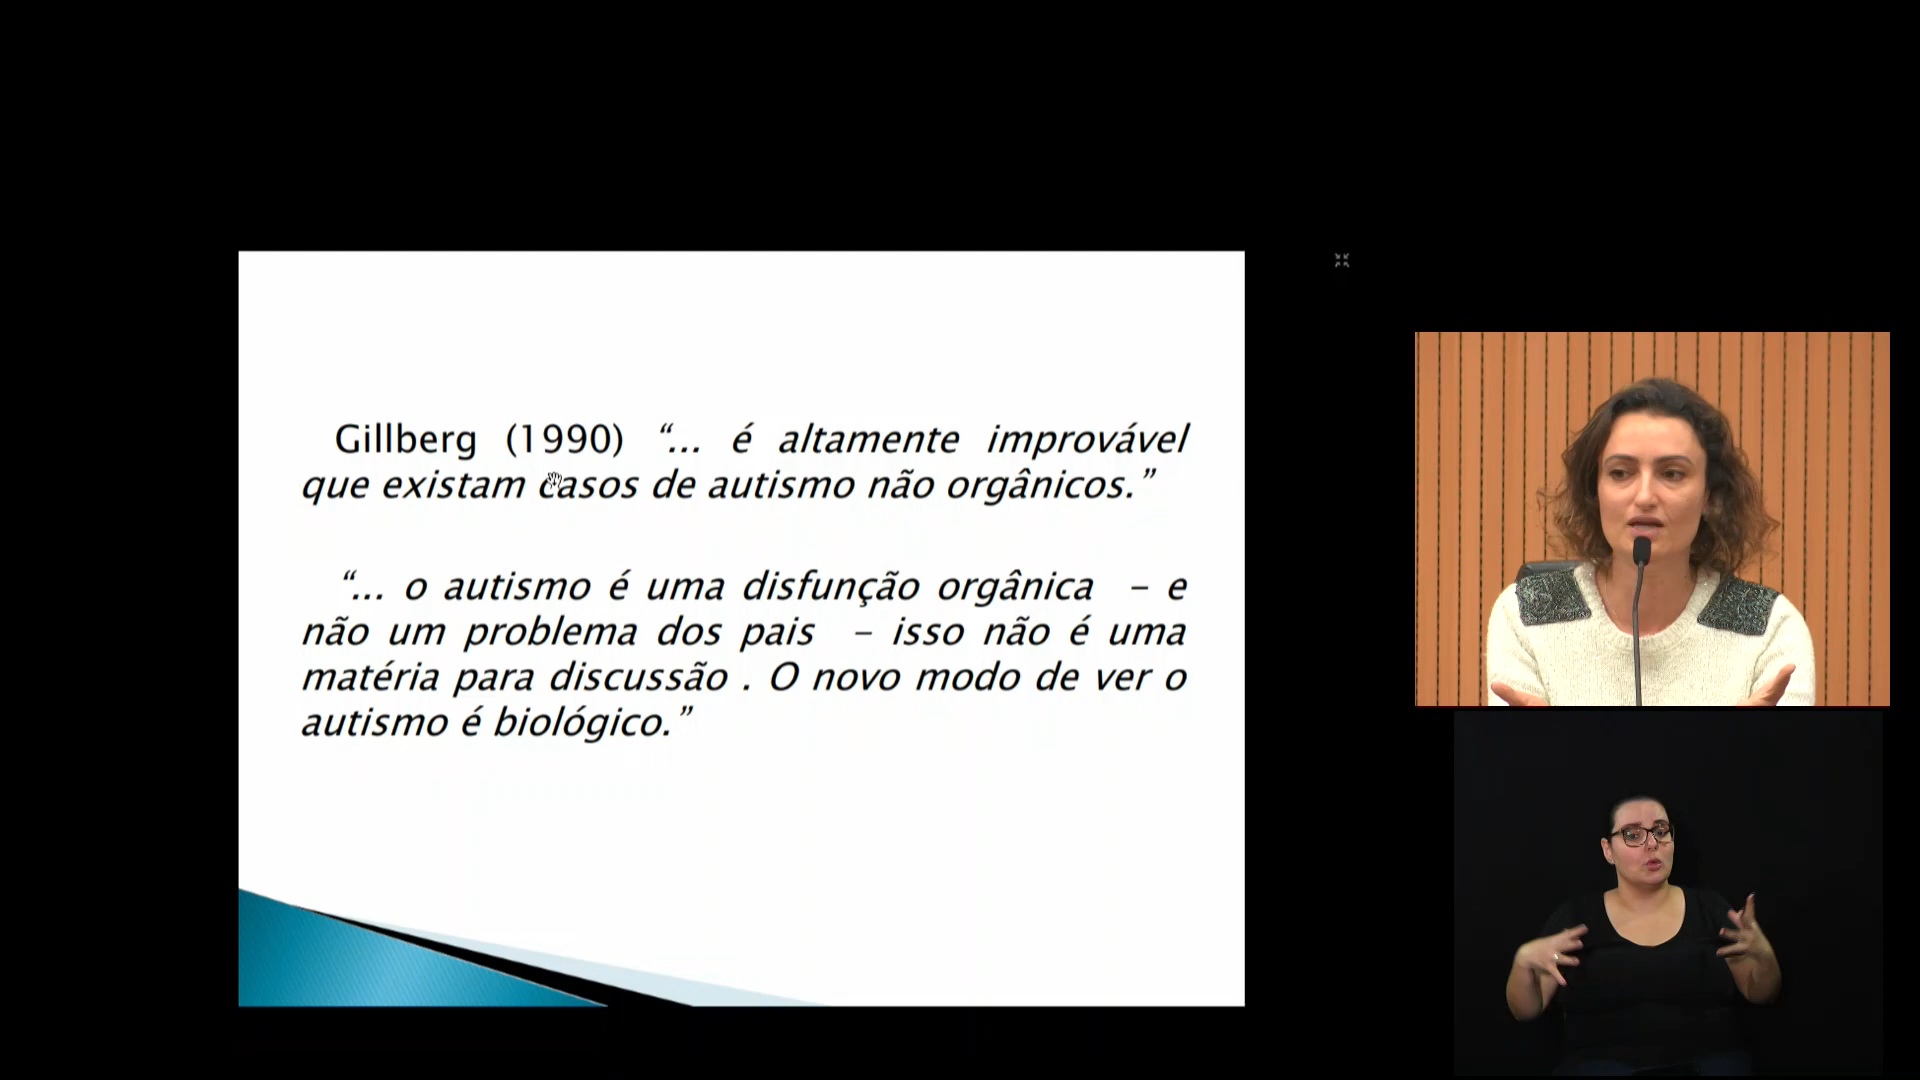 Gillberg (1990) “... é altamente improvável
que existam casos de autismo não orgânicos.”
“... o autismo é uma disfunção orgânica – e
não um problema dos pais – isso não é uma
matéria para discussão . O novo modo de ver o
autismo é biológico.”